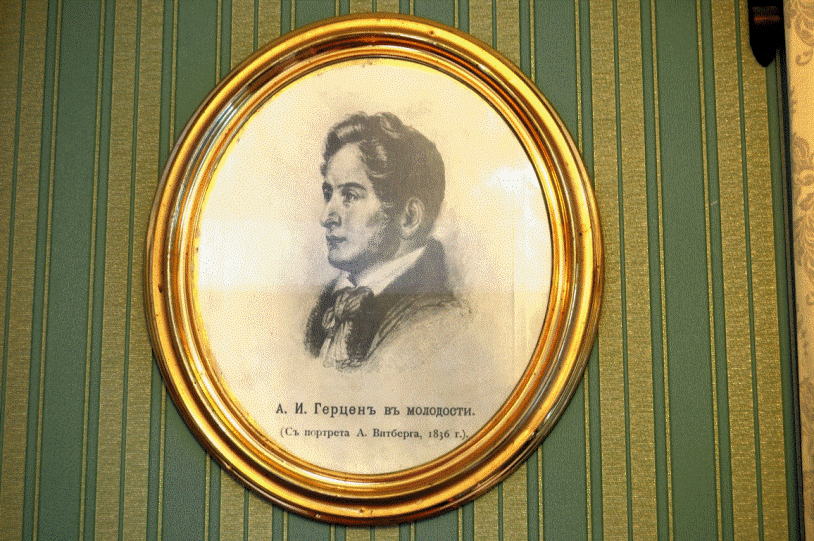 А. И. Герценъ въ молодости.
(Съ портрета А. Витберга, 1836 г.).